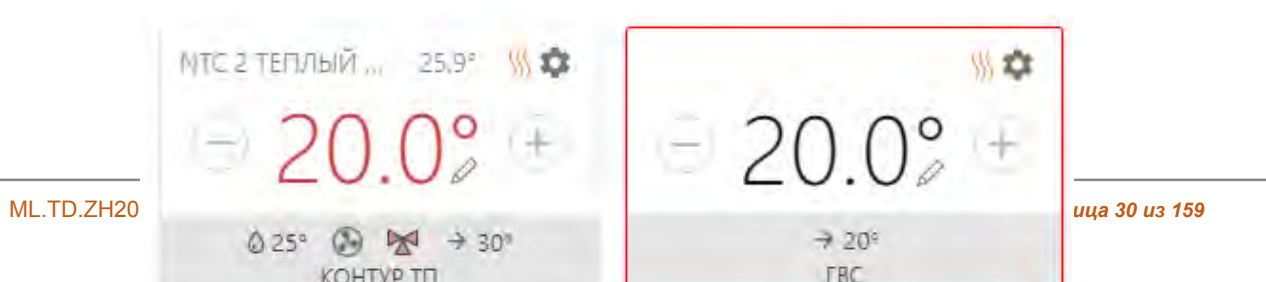 NТС 2 ТЕПЛЫЙ ... 25.9°
20.0°
20.0°
ML.TD.ZH20
ица 30 из 159
25° → 30°
→ 20°
КОНТУР ТП
ГВС